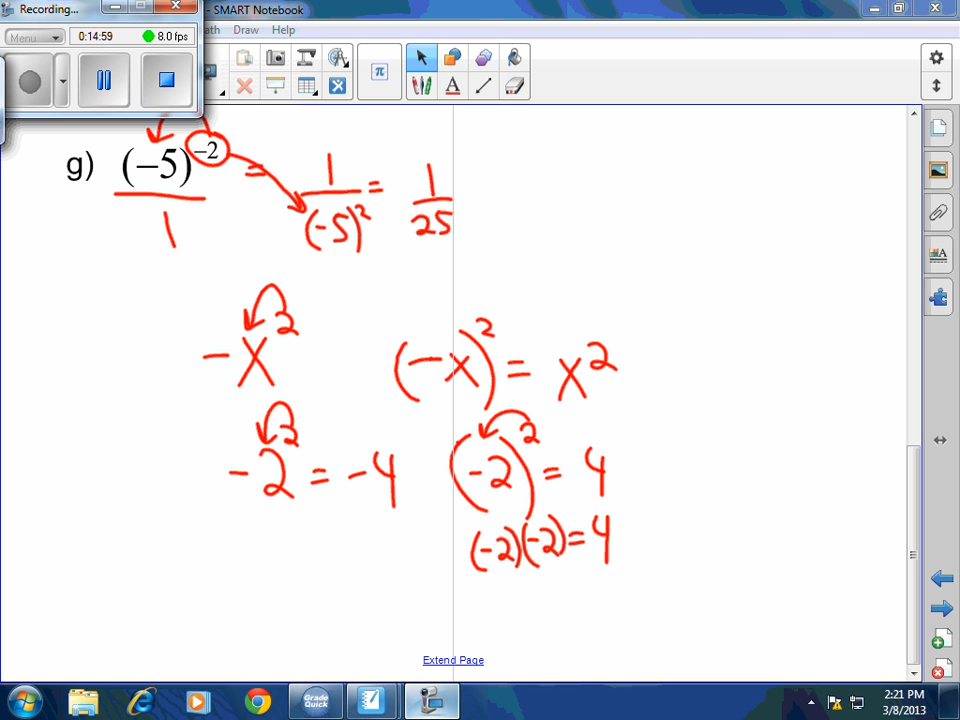 Recording...
- SMART Notebook
Menu
0:14:59
8.0 fps
Math Draw Help
π
A
g) (−5)^−2 / 1 = 1/(-5)^2 = 1/25
-x^2
(-x)^2 = x^2
-2^2 = -4
(-2)^2 = 4
(-2)(-2)=4
Extend Page
Grade Quick
2:21 PM
3/8/2013